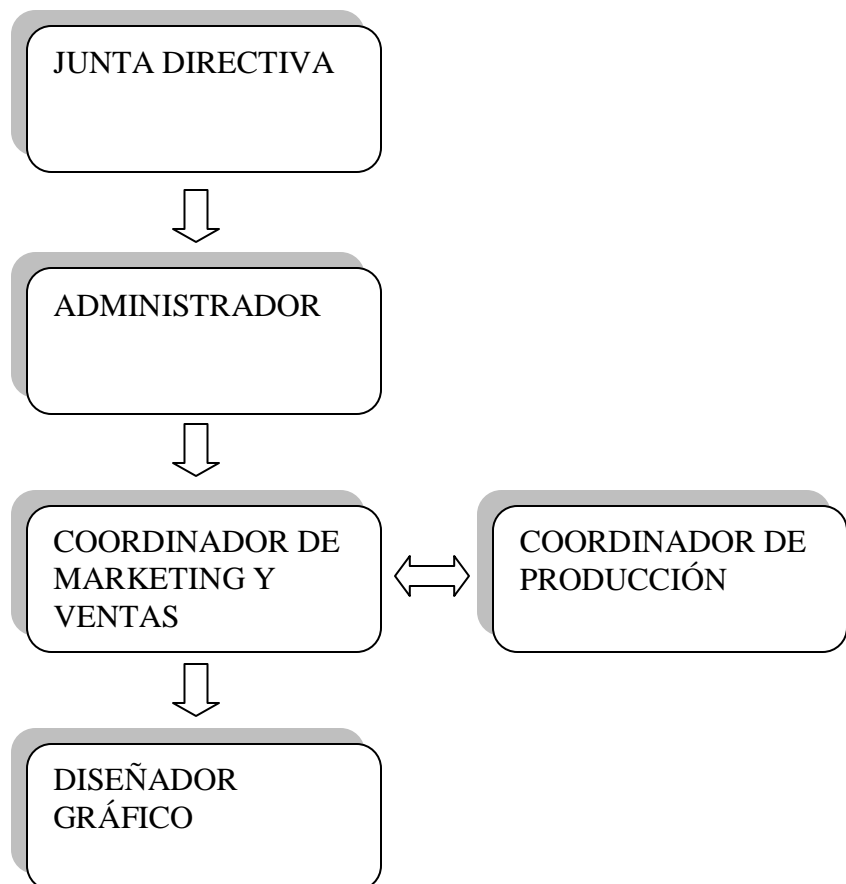 JUNTA DIRECTIVA
ADMINISTRADOR
COORDINADOR DE
MARKETING Y
VENTAS
COORDINADOR DE
PRODUCCIÓN
DISEÑADOR
GRÁFICO